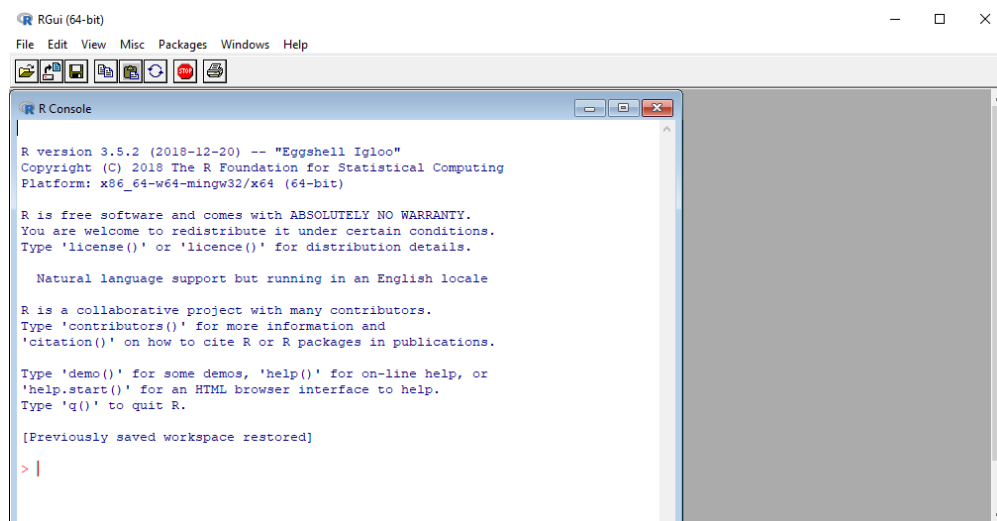 RGui (64-bit)
File Edit View Misc Packages Windows Help
STOP
R Console
R version 3.5.2 (2018-12-20) -- "Eggshell Igloo"
Copyright (C) 2018 The R Foundation for Statistical Computing
Platform: x86_64-w64-mingw32/x64 (64-bit)
R is free software and comes with ABSOLUTELY NO WARRANTY.
You are welcome to redistribute it under certain conditions.
Type 'license()' or 'licence()' for distribution details.
Natural language support but running in an English locale
R is a collaborative project with many contributors.
Type 'contributors()' for more information and
'citation()' on how to cite R or R packages in publications.
Type 'demo()' for some demos, 'help()' for on-line help, or
'help.start()' for an HTML browser interface to help.
Type 'q()' to quit R.
[Previously saved workspace restored]
>